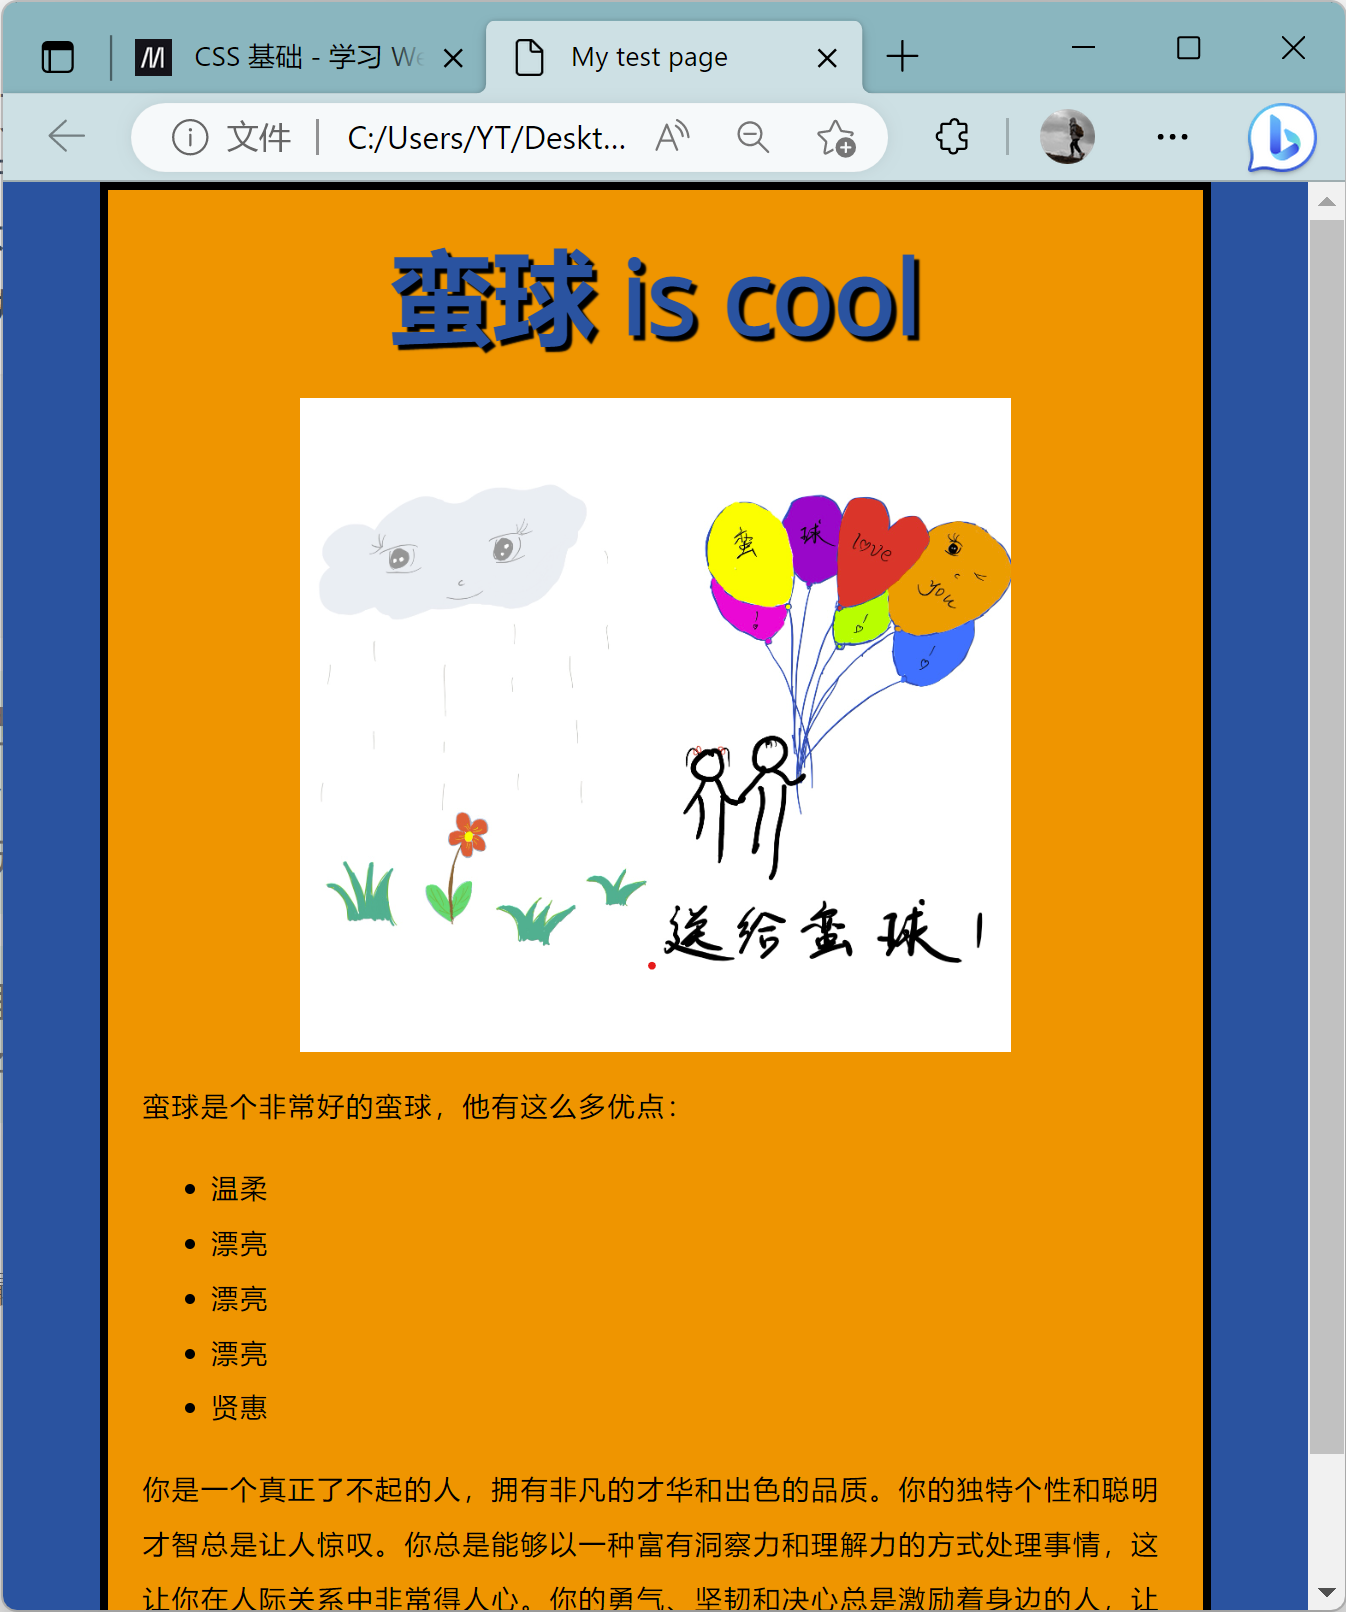 CSS 基础 - 学习 We
My test page
文件
C:/Users/YT/Deskt...
蛮球 is cool
蛮
球
love
you
!
!
!
送给蛮球!
蛮球是个非常好的蛮球，他有这么多优点：
温柔
漂亮
漂亮
漂亮
贤惠
你是一个真正了不起的人，拥有非凡的才华和出色的品质。你的独特个性和聪明
才智总是让人惊叹。你总是能够以一种富有洞察力和理解力的方式处理事情，这
让你在人际关系中非常得人心。你的勇气、坚韧和决心总是激励着身边的人，让